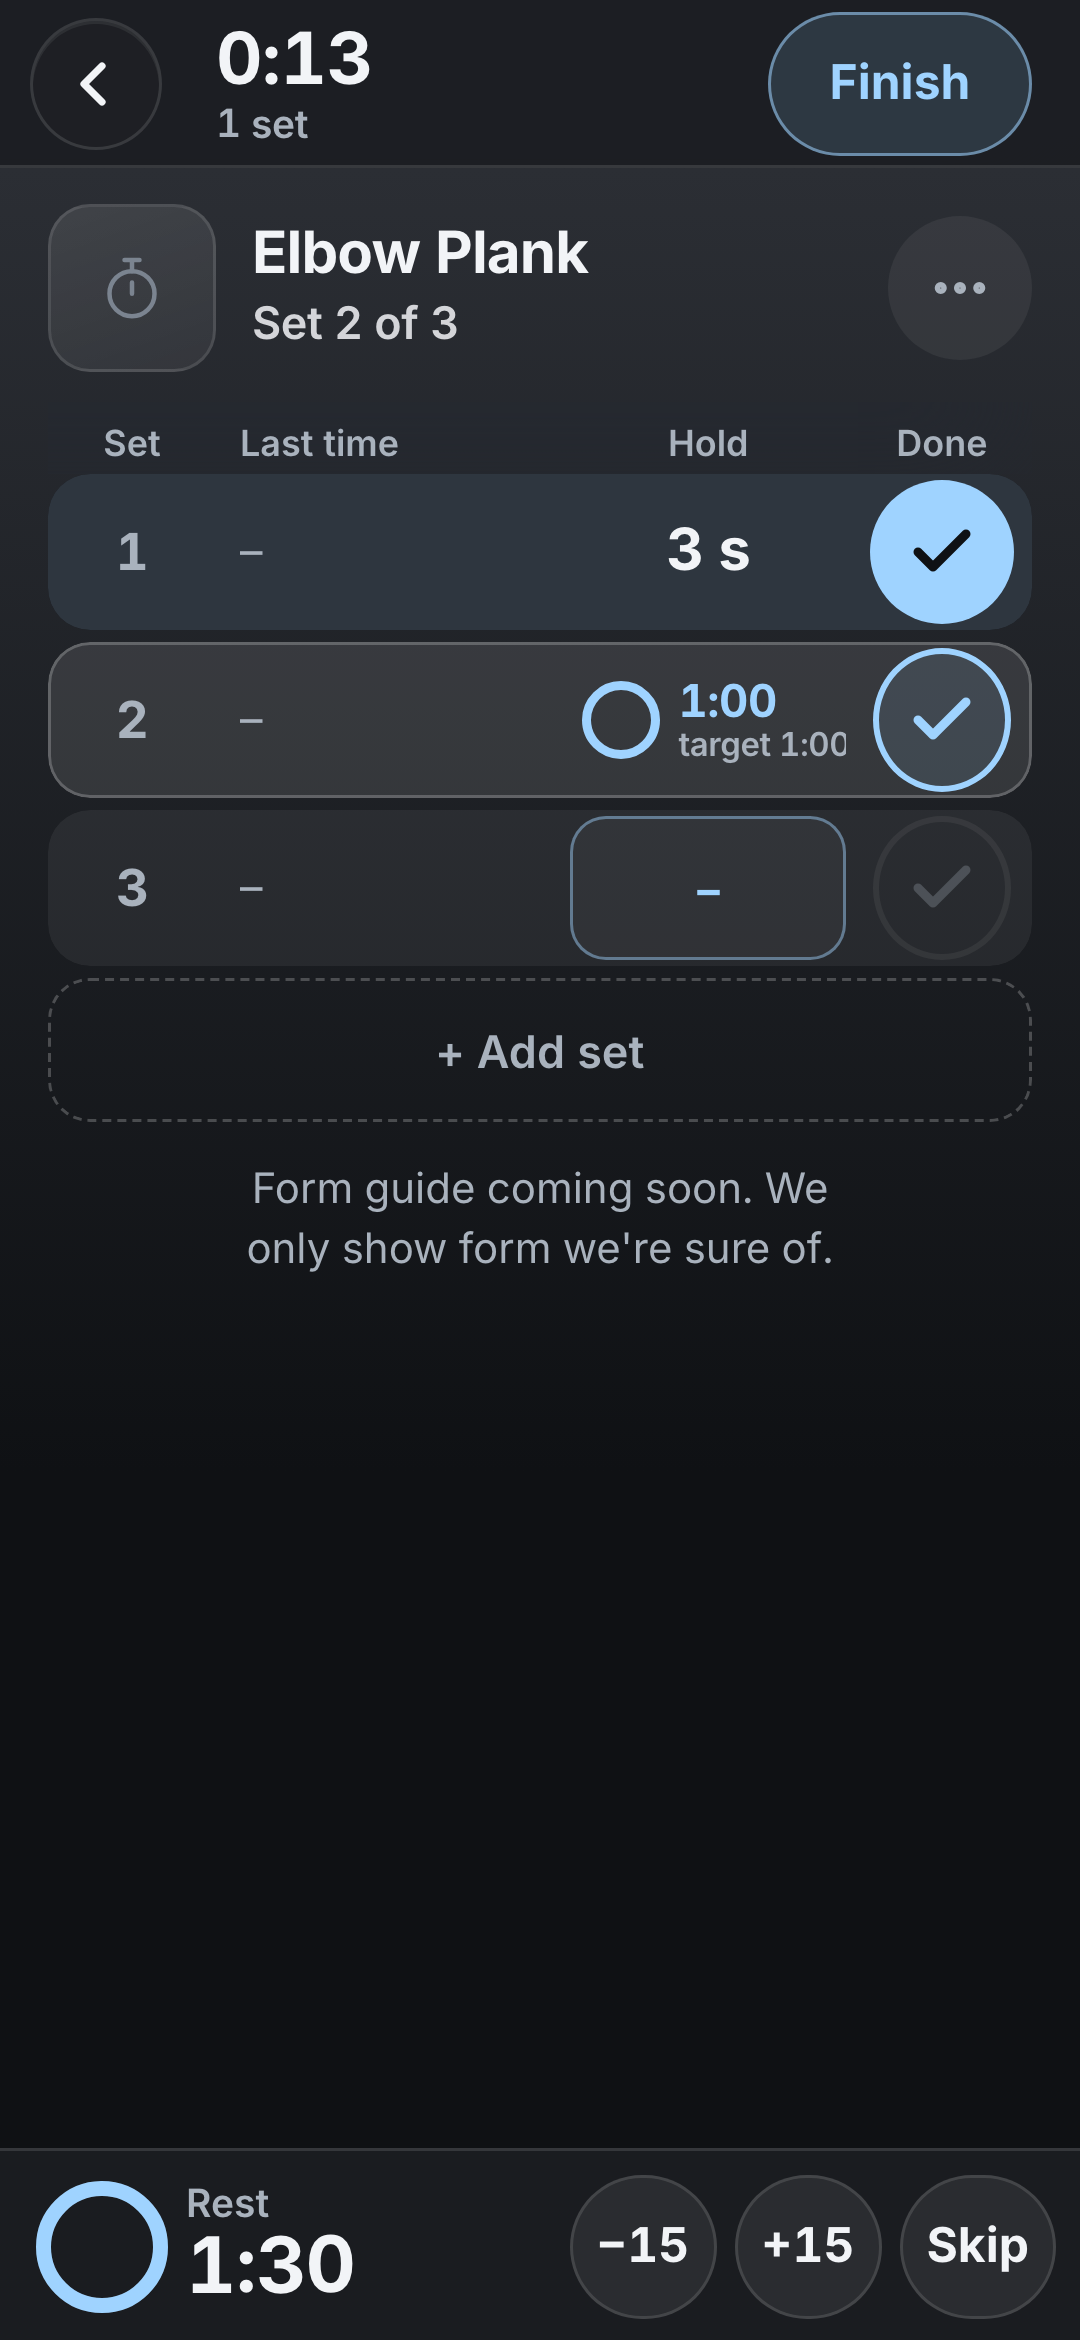 0:13
1 set
Finish
Elbow Plank
Set 2 of 3
Set Last time Hold Done
1 – 3 s
2 – 1:00
target 1:00
3 – –
+ Add set
Form guide coming soon. We
only show form we're sure of.
Rest
1:30
−15 +15 Skip